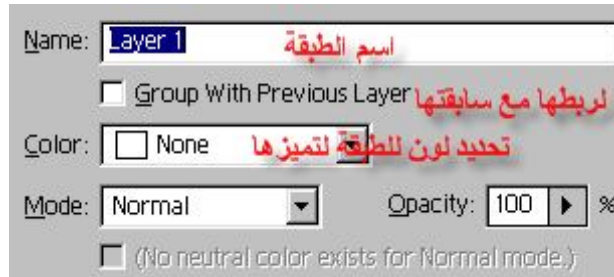 Name: Layer 1 اسم الطبقة
Group With Previous Layer لربطها مع سابقتها
Color: None تحديد لون للطبقة لتميزها
Mode: Normal Opacity: 100 %
(No neutral color exists for Normal mode.)